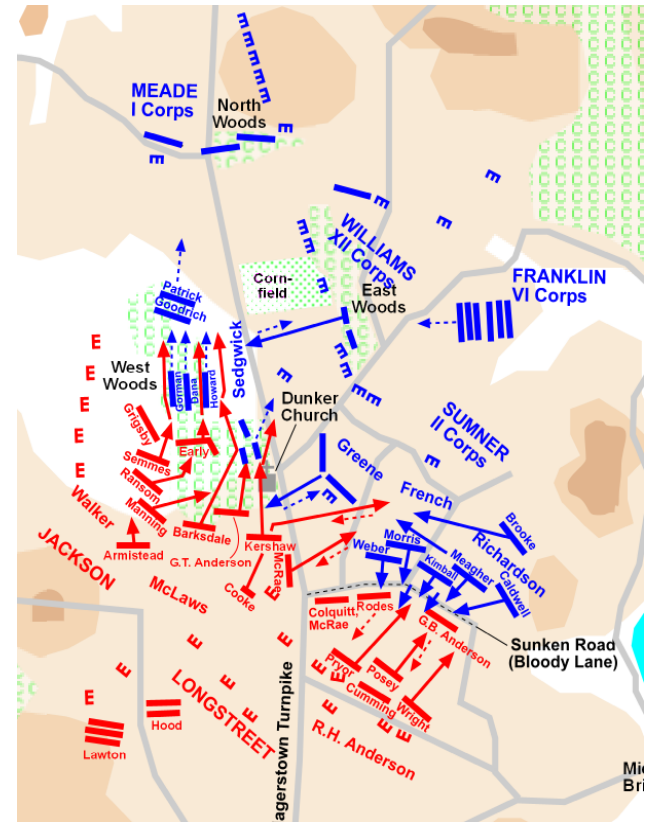 MEADE
I Corps
North
Woods
WILLIAMS
XII Corps
FRANKLIN
VI Corps
Corn-
field
East
Woods
Patrick
Goodrich
Sedgwick
West
Woods
Gorman
Dana
Howard
Dunker
Church
SUMNER
II Corps
Grigsby
Semmes
Early
Greene
French
Ransom
Manning
Walker
Barksdale
G.T. Anderson
Kershaw
McRae
Armistead
JACKSON
McLaws
Cooke
Brooke
Richardson
Morris
Weber
Kimball
Meagher
Caldwell
Colquitt,
McRae
Rodes
G.B. Anderson
Sunken Road
(Bloody Lane)
Pryor
Posey
Cumming
Wright
R.H. Anderson
LONGSTREET
Hood
Lawton
agerstown Turnpike
Mi
Bri